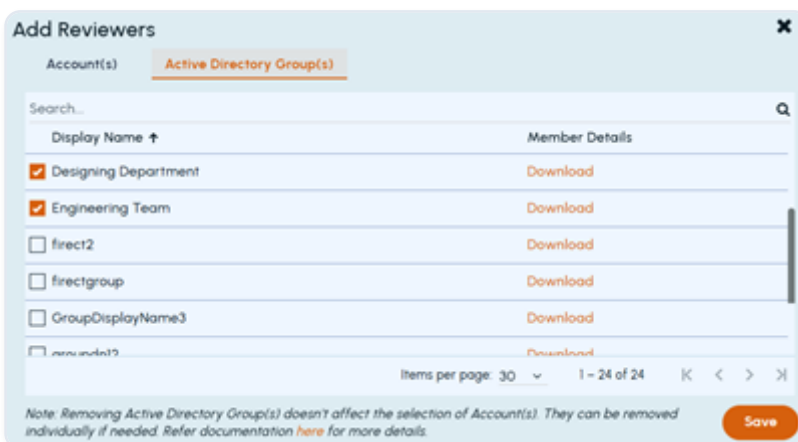 Add Reviewers
Account(s) Active Directory Group(s)
Search...
Display Name ↑ Member Details
Designing Department Download
Engineering Team Download
firect2 Download
firectgroup Download
GroupDisplayName3 Download
groupdn12 Download
Items per page: 30 1 – 24 of 24
Note: Removing Active Directory Group(s) doesn't affect the selection of Account(s). They can be removed
individually if needed. Refer documentation here for more details.
Save